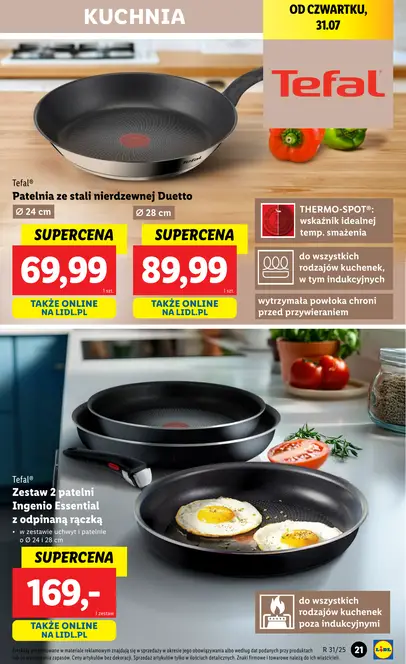 KUCHNIA
OD CZWARTKU,
31.07
Tefal
Tefal®
Patelnia ze stali nierdzewnej Duetto
Ø 24 cm
Ø 28 cm
SUPERCENA
69,99
1 szt.
TAKŻE ONLINE
NA LIDL.PL
SUPERCENA
89,99
1 szt.
TAKŻE ONLINE
NA LIDL.PL
THERMO-SPOT®:
wskaźnik idealnej
temp. smażenia
do wszystkich
rodzajów kuchenek,
w tym indukcyjnych
wytrzymała powłoka chroni
przed przywieraniem
Tefal®
Zestaw 2 patelni
Ingenio Essential
z odpinaną rączką
• w zestawie uchwyt i patelnie
o Ø 24 i 28 cm
SUPERCENA
169,-
1 zestaw
TAKŻE ONLINE
NA LIDL.PL
do wszystkich
rodzajów kuchenek
poza indukcyjnymi
R 31/25
21
LIDL